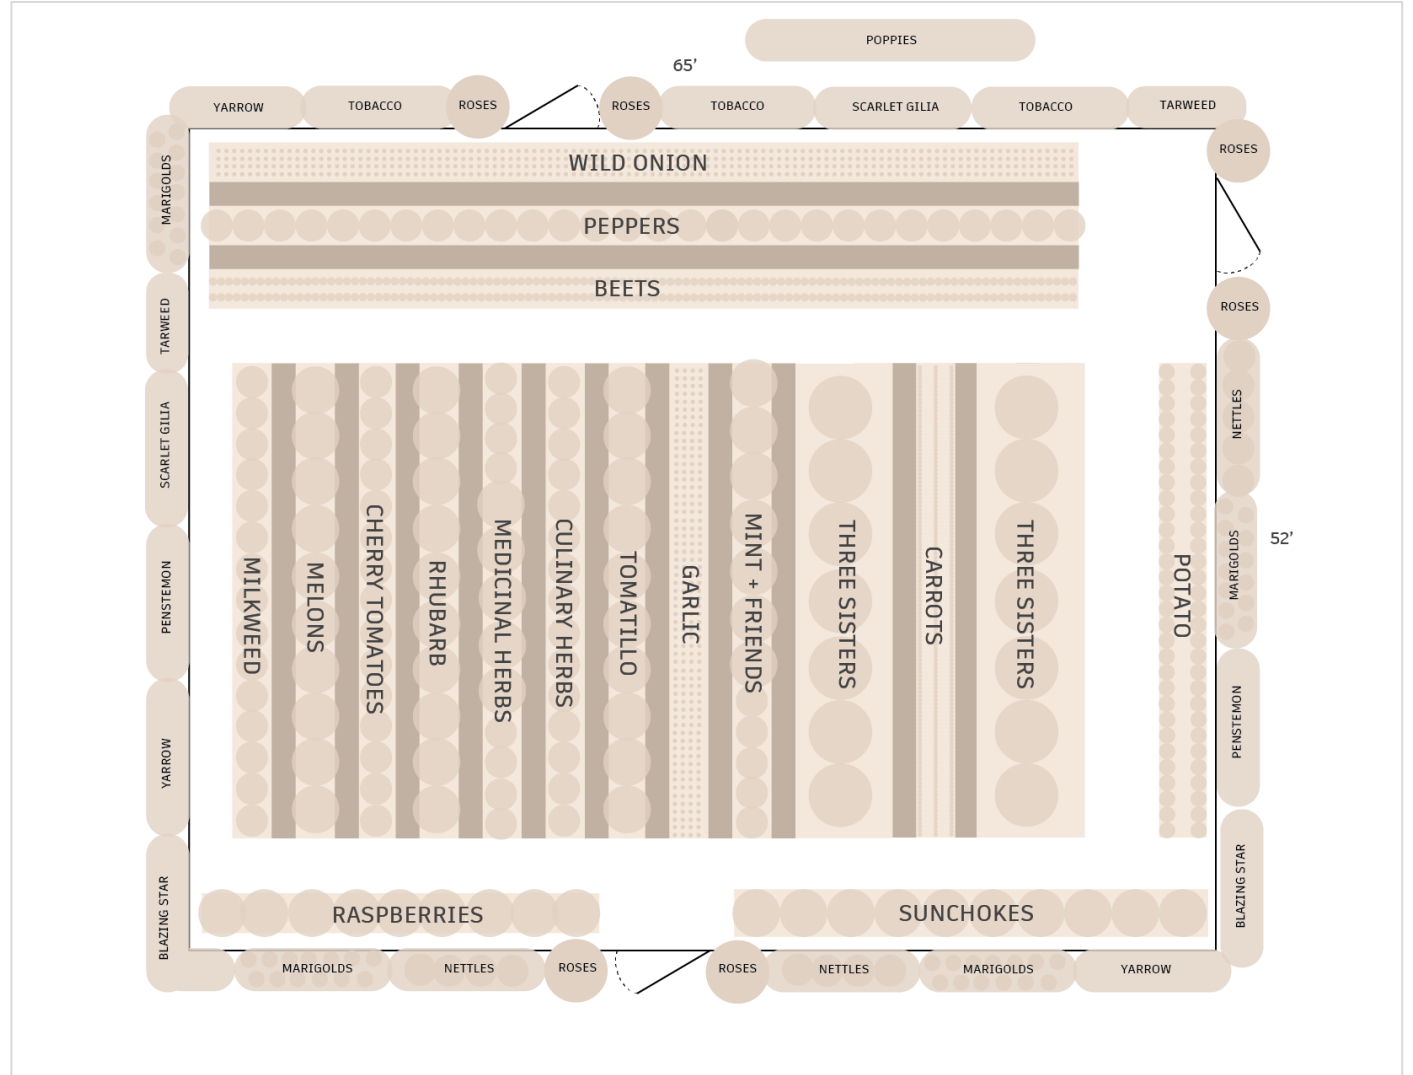 POPPIES
65’
YARROW
TOBACCO
ROSES
ROSES
TOBACCO
SCARLET GILIA
TOBACCO
TARWEED
ROSES
MARIGOLDS
WILD ONION
PEPPERS
BEETS
ROSES
TARWEED
SCARLET GILIA
PENSTEMON
YARROW
BLAZING STAR
MILKWEED
MELONS
CHERRY TOMATOES
RHUBARB
MEDICINAL HERBS
CULINARY HERBS
TOMATILLO
GARLIC
MINT + FRIENDS
THREE SISTERS
CARROTS
THREE SISTERS
POTATO
NETTLES
MARIGOLDS
52’
PENSTEMON
BLAZING STAR
RASPBERRIES
SUNCHOKES
MARIGOLDS
NETTLES
ROSES
ROSES
NETTLES
MARIGOLDS
YARROW